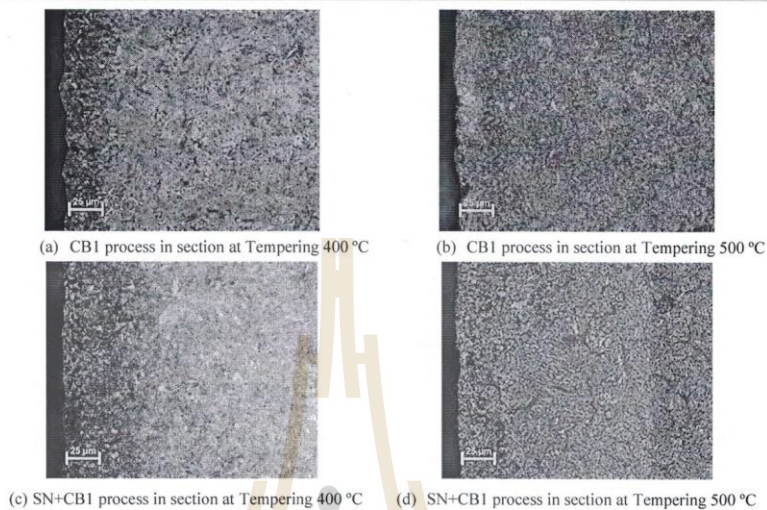 25 μm
25 μm
(a) CB1 process in section at Tempering 400 ºC
(b) CB1 process in section at Tempering 500 ºC
25 μm
25 μm
(c) SN+CB1 process in section at Tempering 400 ºC
(d) SN+CB1 process in section at Tempering 500 ºC